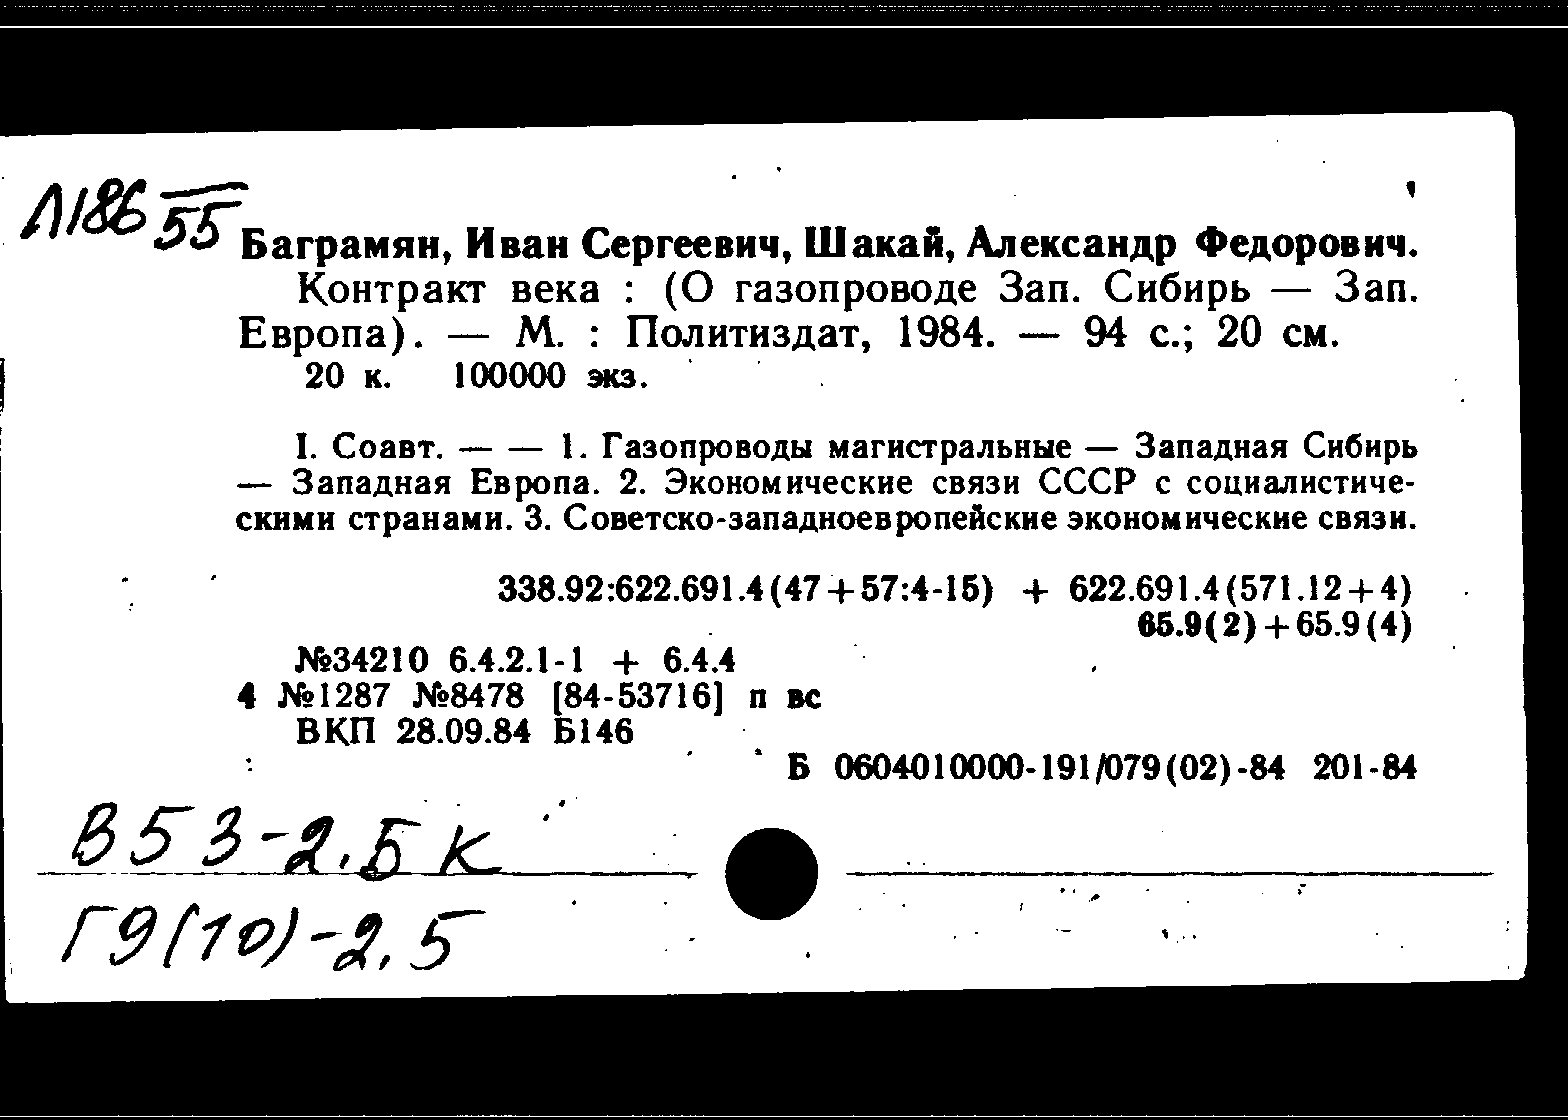 Л186 55
Баграмян, Иван Сергеевич, Шакай, Александр Федорович.
Контракт века : (О газопроводе Зап. Сибирь — Зап.
Европа). — М. : Политиздат, 1984. — 94 с.; 20 см.
20 к. 100000 экз.
I. Соавт. — — 1. Газопроводы магистральные — Западная Сибирь
— Западная Европа. 2. Экономические связи СССР с социалистиче-
скими странами. 3. Советско-западноевропейские экономические связи.
338.92:622.691.4(47+57:4-15) + 622.691.4(571.12+4)
65.9(2)+65.9(4)
№34210 6.4.2.1-1 + 6.4.4
4 №1287 №8478 [84-53716] п вс
ВКП 28.09.84 Б146
Б 0604010000-191/079(02)-84 201-84
В53-2.5 К
Г9(10)-2.5